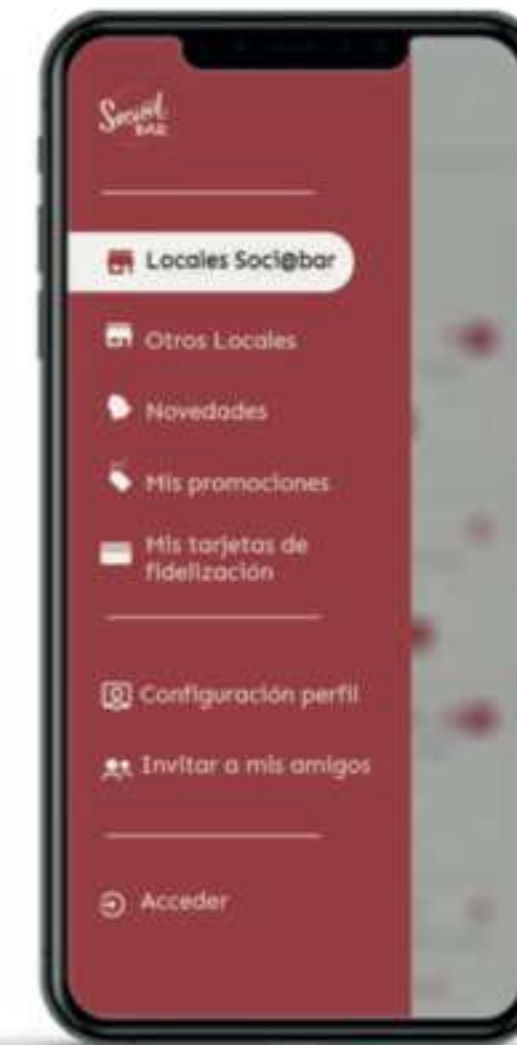 Social
BAR
Locales Soci@bar
Otros Locales
Novedades
Mis promociones
Mis tarjetas de
fidelización
Configuración perfil
Invitar a mis amigos
Acceder